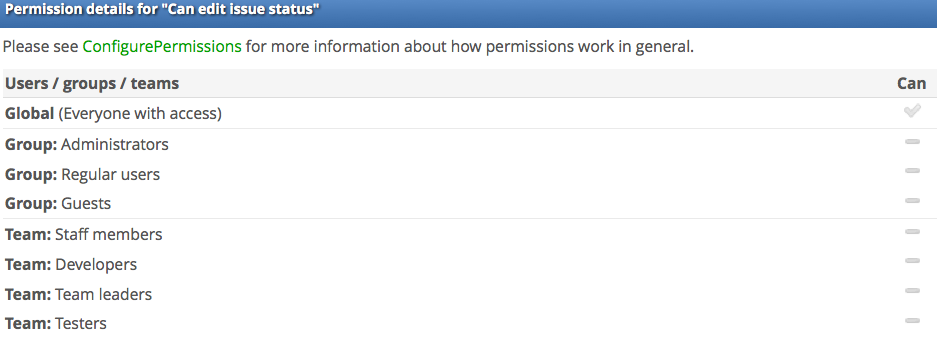 Permission details for "Can edit issue status"
Please see ConfigurePermissions for more information about how permissions work in general.
Users / groups / teams Can
Global (Everyone with access)
Group: Administrators
Group: Regular users
Group: Guests
Team: Staff members
Team: Developers
Team: Team leaders
Team: Testers